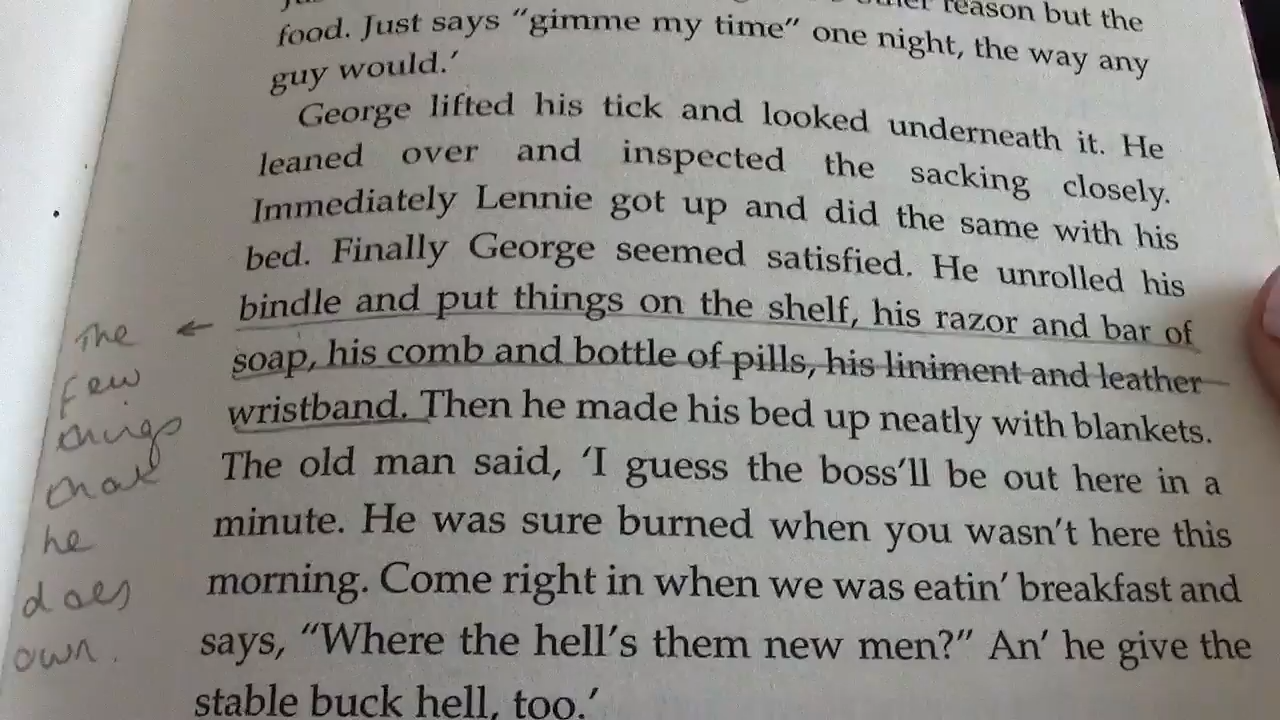 reason but the
food. Just says “gimme my time” one night, the way any
guy would.’
George lifted his tick and looked underneath it. He
leaned over and inspected the sacking closely.
Immediately Lennie got up and did the same with his
bed. Finally George seemed satisfied. He unrolled his
bindle and put things on the shelf, his razor and bar of
soap, his comb and bottle of pills, his liniment and leather
wristband. Then he made his bed up neatly with blankets.
The old man said, ‘I guess the boss’ll be out here in a
minute. He was sure burned when you wasn’t here this
morning. Come right in when we was eatin’ breakfast and
says, “Where the hell’s them new men?” An’ he give the
stable buck hell, too.’
The ←
few
things
that
he
does
own.